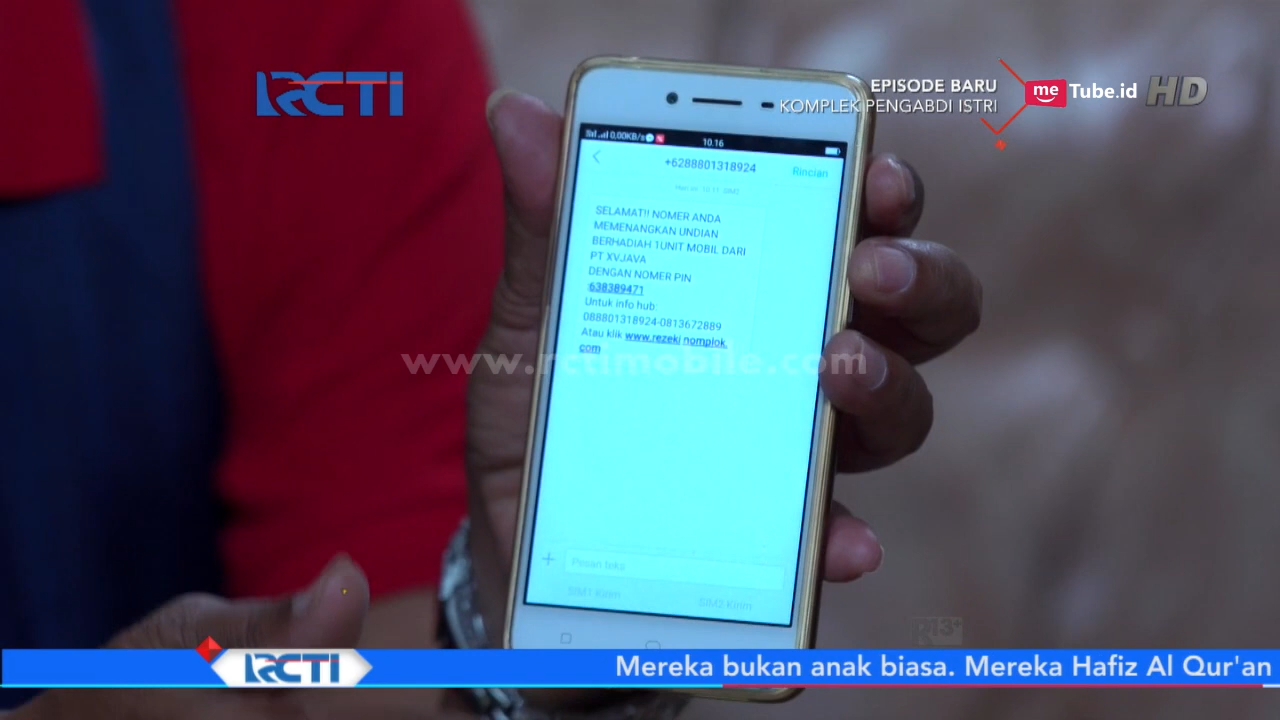 RCTI
EPISODE BARU
KOMPLEK PENGABDI ISTRI
me Tube.id HD
0,00KB/s
10.16
+6288801318924
Rincian
SELAMAT!! NOMER ANDA
MEMENANGKAN UNDIAN
BERHADIAH 1UNIT MOBIL DARI
PT XVJAVA
DENGAN NOMER PIN
:638389471
Untuk info hub:
088801318924-0813672889
Atau klik www.rezeki nomplok.
com
www.rctimobile.com
Pesan teks
SIM1 Kirim
SIM2 Kirim
R13+
RCTI
Mereka bukan anak biasa. Mereka Hafiz Al Qur'an